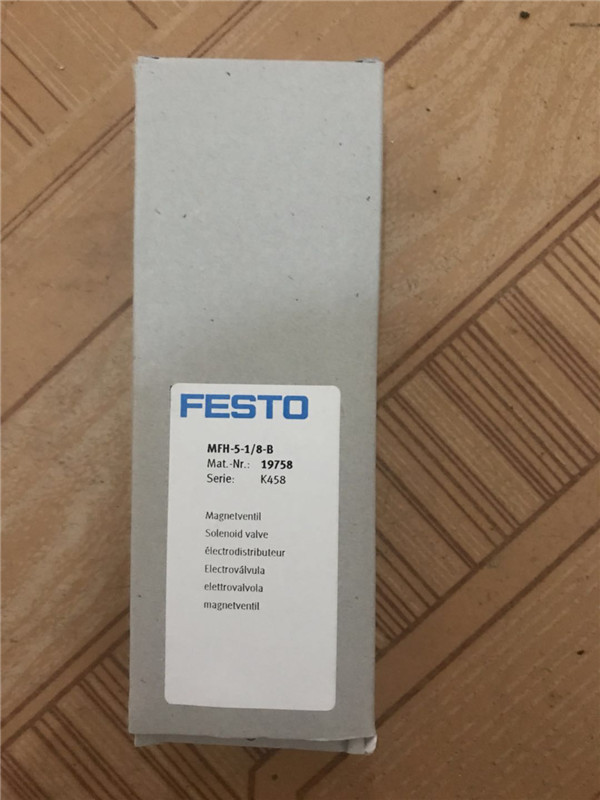 FESTO
MFH-5-1/8-B
Mat.-Nr.: 19758
Serie: K458
Magnetventil
Solenoid valve
électrodistributeur
Electroválvula
elettrovalvola
magnetventil